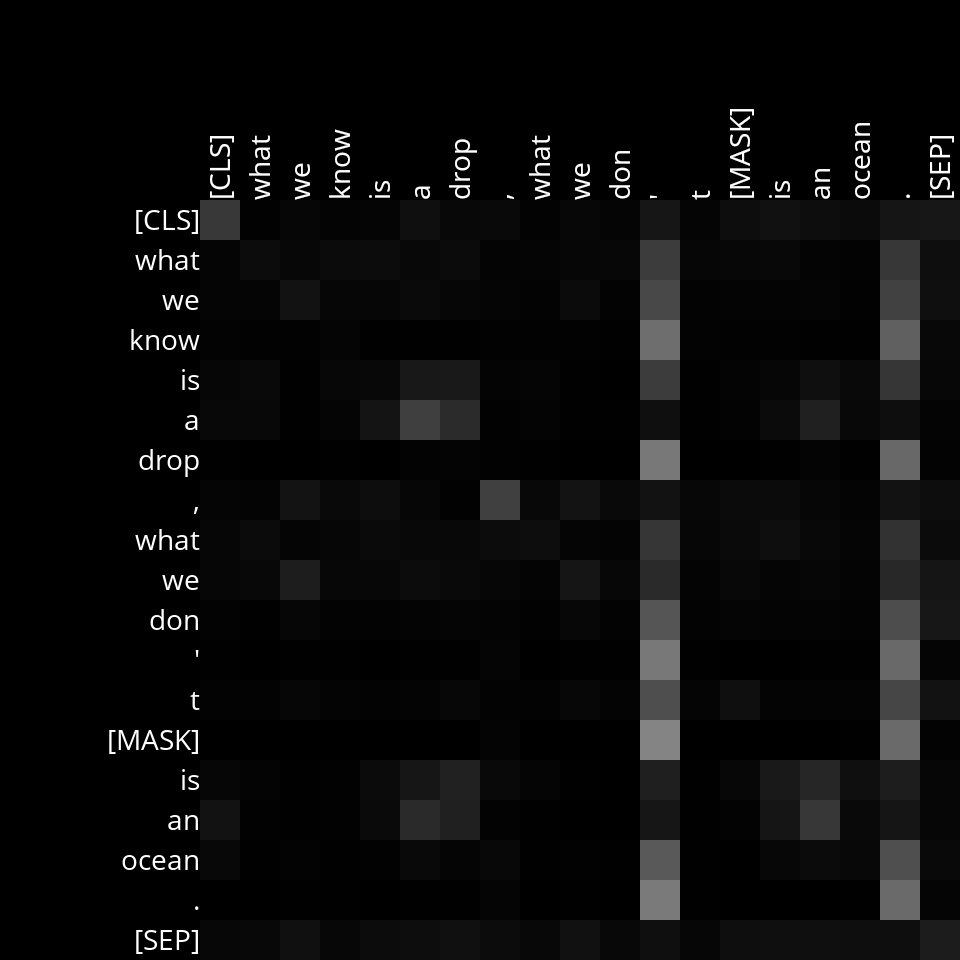 [CLS] what we know is a drop , what we don ' t [MASK] is an ocean . [SEP]
[CLS]
what
we
know
is
a
drop
,
what
we
don
'
t
[MASK]
is
an
ocean
.
[SEP]